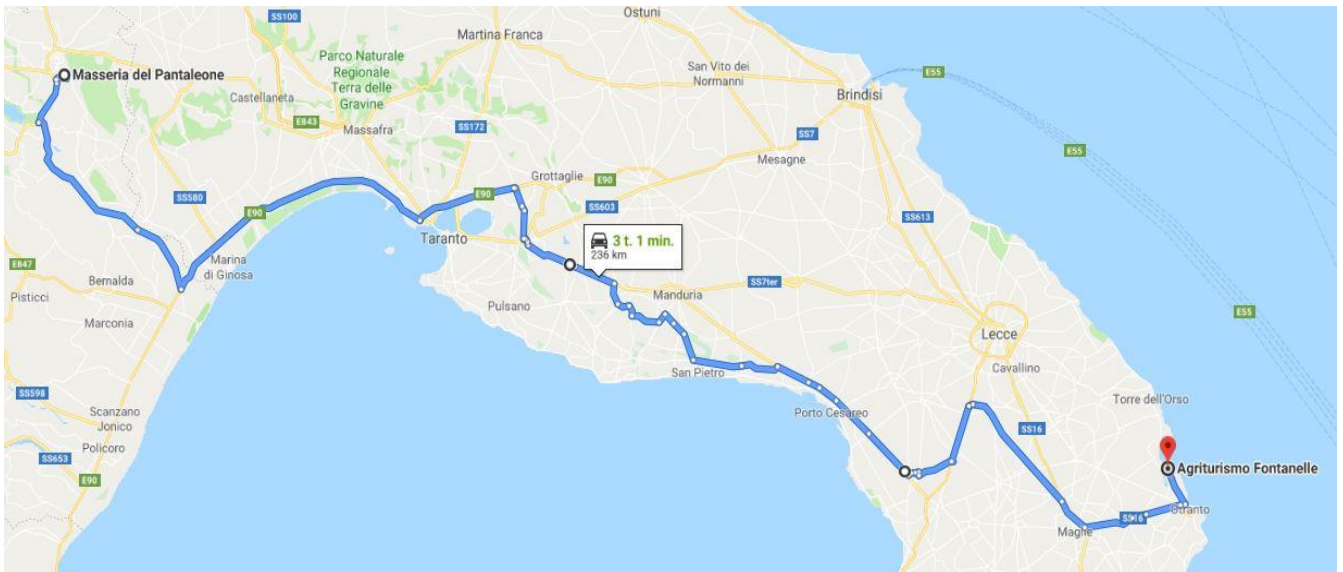 SS100
Ostuni
E55
Martina Franca
Parco Naturale
Regionale
Terra delle
Gravine
San Vito dei
Normanni
Masseria del Pantaleone
Castellaneta
Brindisi
E843
Massafra
SS172
SS7
E55
Mesagne
Grottaglie
E90
E90
SS580
E90
SS603
SS613
Taranto
3 t. 1 min.
236 km
E847
Bernalda
Marina
di Ginosa
SS7ter
Pisticci
Manduria
Pulsano
E55
Marconia
Lecce
San Pietro
Cavallino
SS598
Torre dell'Orso
Scanzano
Jonico
Porto Cesareo
SS16
Policoro
SS653
E90
Agriturismo Fontanelle
Otranto
SS16
Maglie